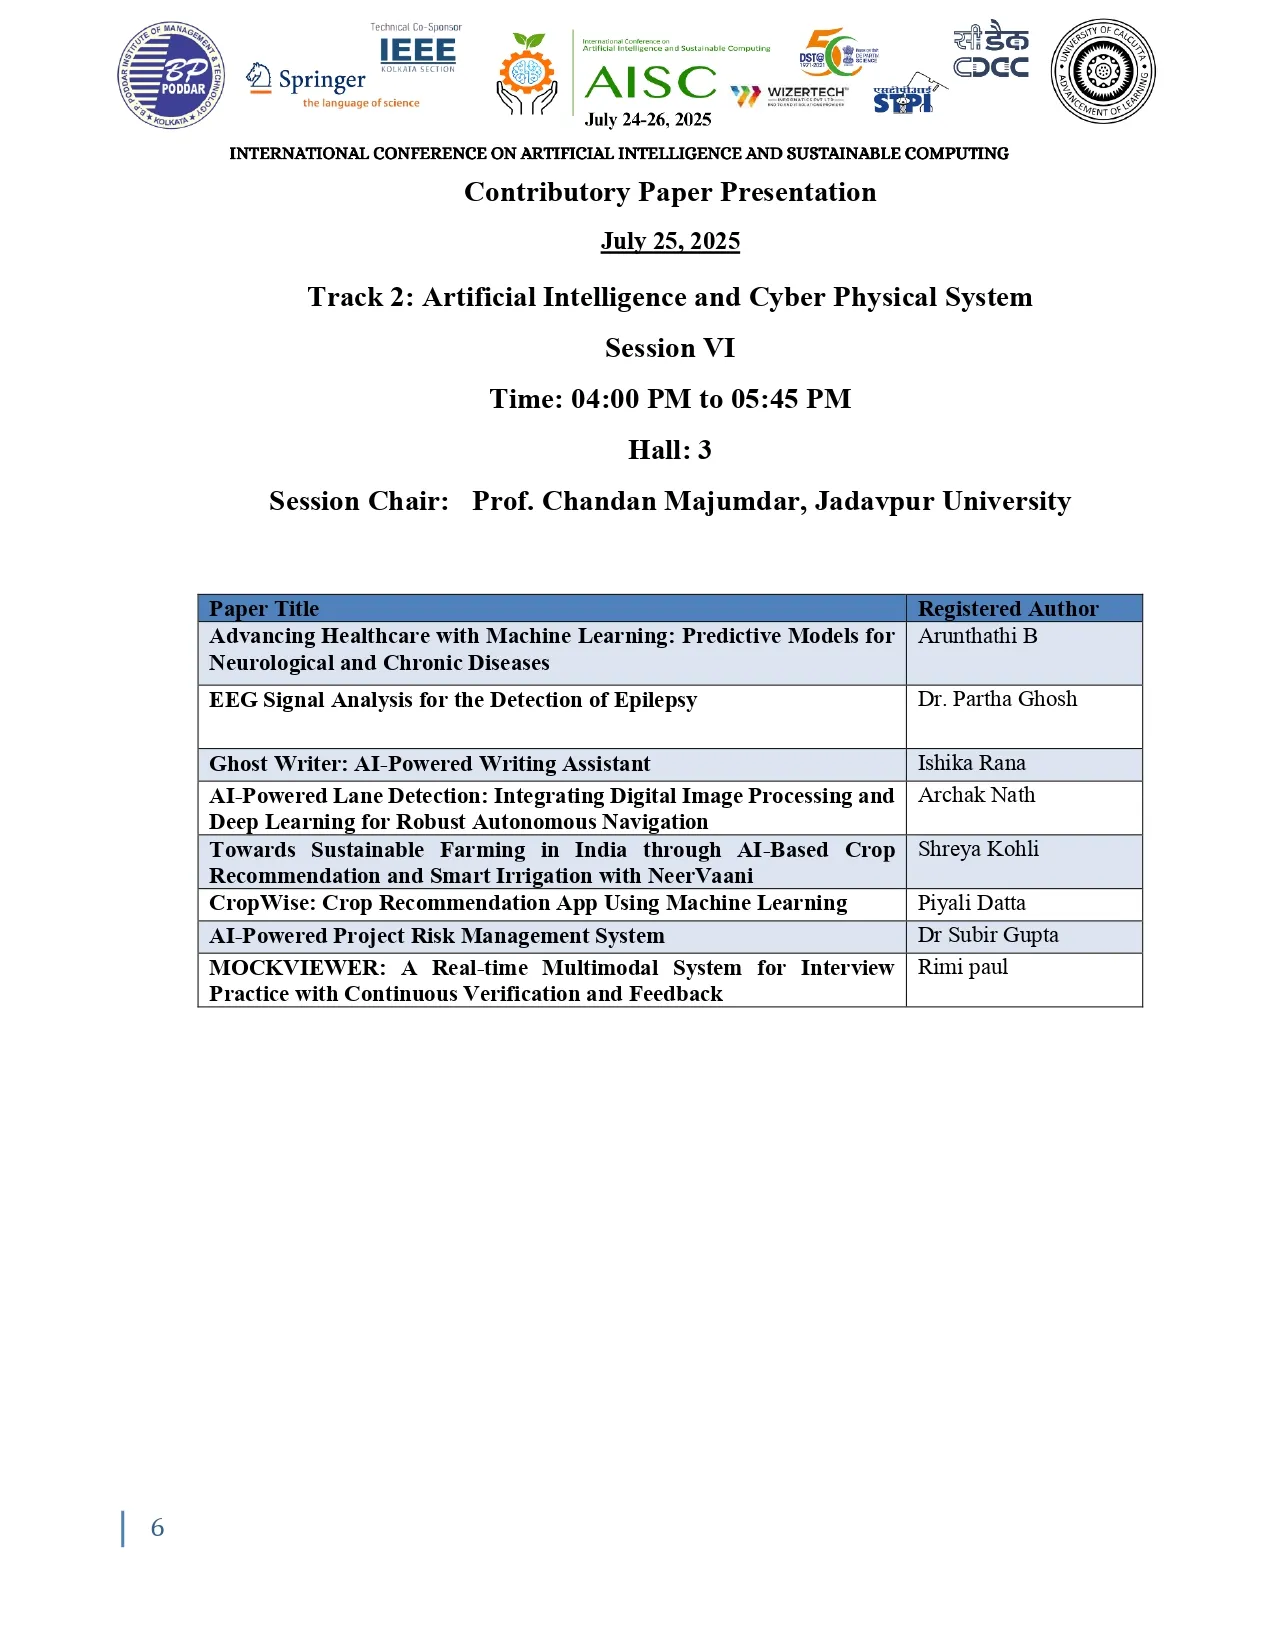 B.P. PODDAR INSTITUTE OF MANAGEMENT & TECHNOLOGY
BP
PODDAR
★ KOLKATA ★
Springer
the language of science
Technical Co-Sponsor
IEEE
KOLKATA SECTION
International Conference on
Artificial Intelligence and Sustainable Computing
AISC
July 24-26, 2025
DST@50
1971-2021
WIZERTECH™
एसटीपीआई
STPI
सी डैक
CDCC
UNIVERSITY OF CALCUTTA
ADVANCEMENT OF LEARNING
INTERNATIONAL CONFERENCE ON ARTIFICIAL INTELLIGENCE AND SUSTAINABLE COMPUTING
Contributory Paper Presentation
July 25, 2025
Track 2: Artificial Intelligence and Cyber Physical System
Session VI
Time: 04:00 PM to 05:45 PM
Hall: 3
Session Chair: Prof. Chandan Majumdar, Jadavpur University
Paper Title Registered Author
Advancing Healthcare with Machine Learning: Predictive Models for Arunthathi B
Neurological and Chronic Diseases
EEG Signal Analysis for the Detection of Epilepsy Dr. Partha Ghosh
Ghost Writer: AI-Powered Writing Assistant Ishika Rana
AI-Powered Lane Detection: Integrating Digital Image Processing and Archak Nath
Deep Learning for Robust Autonomous Navigation
Towards Sustainable Farming in India through AI-Based Crop Shreya Kohli
Recommendation and Smart Irrigation with NeerVaani
CropWise: Crop Recommendation App Using Machine Learning Piyali Datta
AI-Powered Project Risk Management System Dr Subir Gupta
MOCKVIEWER: A Real-time Multimodal System for Interview Rimi paul
Practice with Continuous Verification and Feedback
6